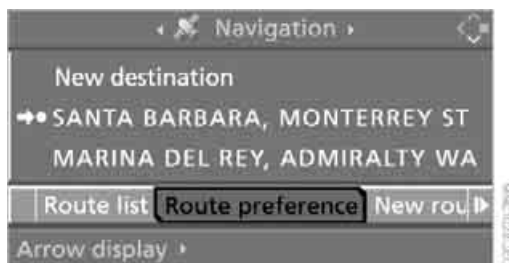 Navigation
New destination
SANTA BARBARA, MONTERREY ST
MARINA DEL REY, ADMIRALTY WA
Route list Route preference New rou
Arrow display